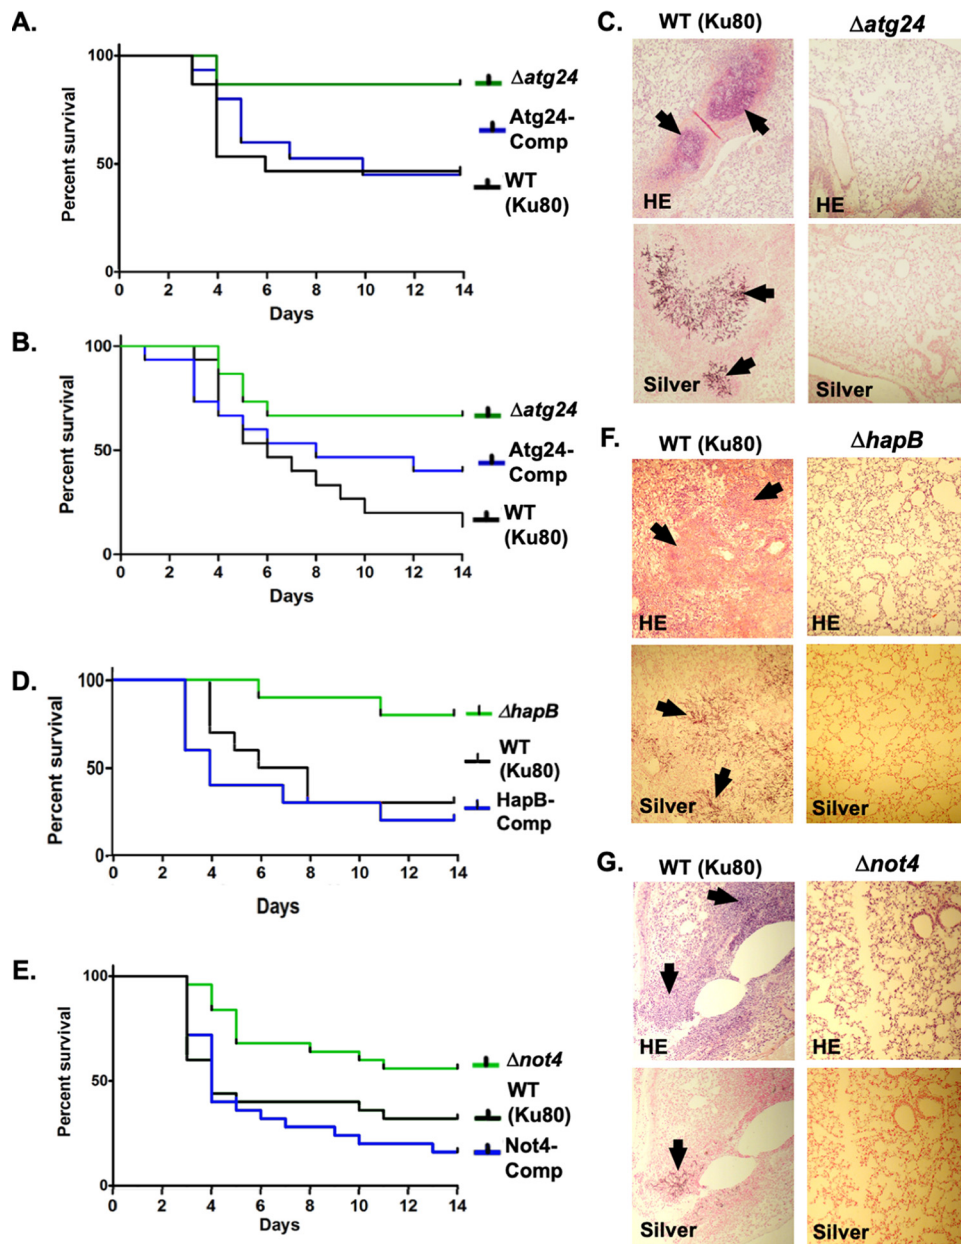 A.
Percent survival
100
50
0
0 2 4 6 8 10 12 14
Days
Δatg24
Atg24-
Comp
WT
(Ku80)
B.
Percent survival
100
50
0
0 2 4 6 8 10 12 14
Days
Δatg24
Atg24-
Comp
WT
(Ku80)
C.
WT (Ku80) Δatg24
HE HE
Silver Silver
D.
Percent survival
100
50
0
0 2 4 6 8 10 12 14
Days
ΔhapB
WT
(Ku80)
HapB-
Comp
E.
Percent survival
100
50
0
0 2 4 6 8 10 12 14
Days
Δnot4
WT
(Ku80)
Not4-
Comp
F.
WT (Ku80) ΔhapB
HE HE
Silver Silver
G.
WT (Ku80) Δnot4
HE HE
Silver Silver